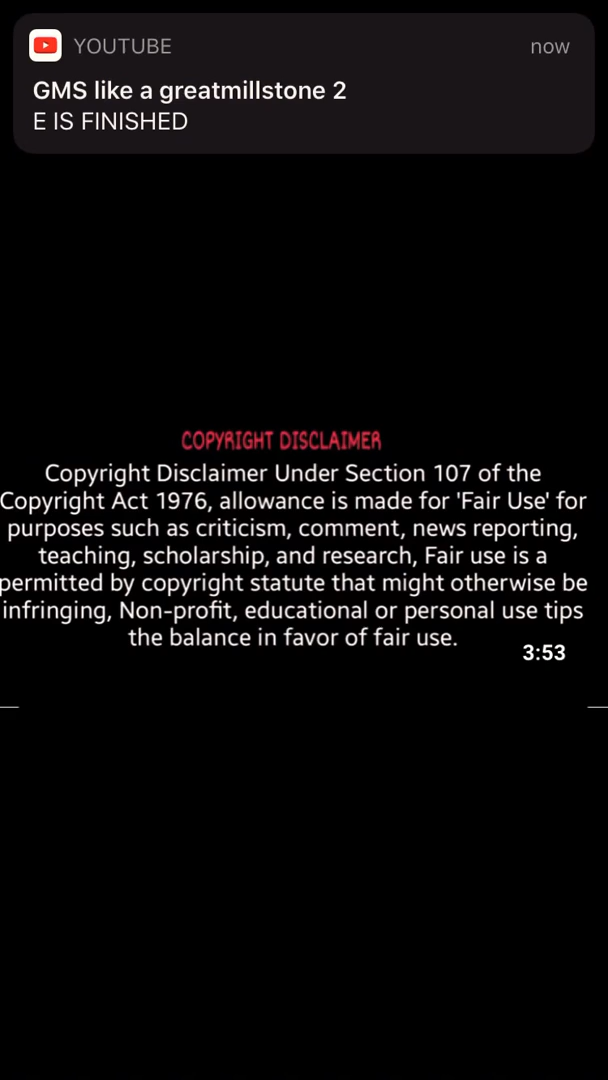 YOUTUBE
now
GMS like a greatmillstone 2
E IS FINISHED
COPYRIGHT DISCLAIMER
Copyright Disclaimer Under Section 107 of the
Copyright Act 1976, allowance is made for 'Fair Use' for
purposes such as criticism, comment, news reporting,
teaching, scholarship, and research, Fair use is a
permitted by copyright statute that might otherwise be
infringing, Non-profit, educational or personal use tips
the balance in favor of fair use.
3:53